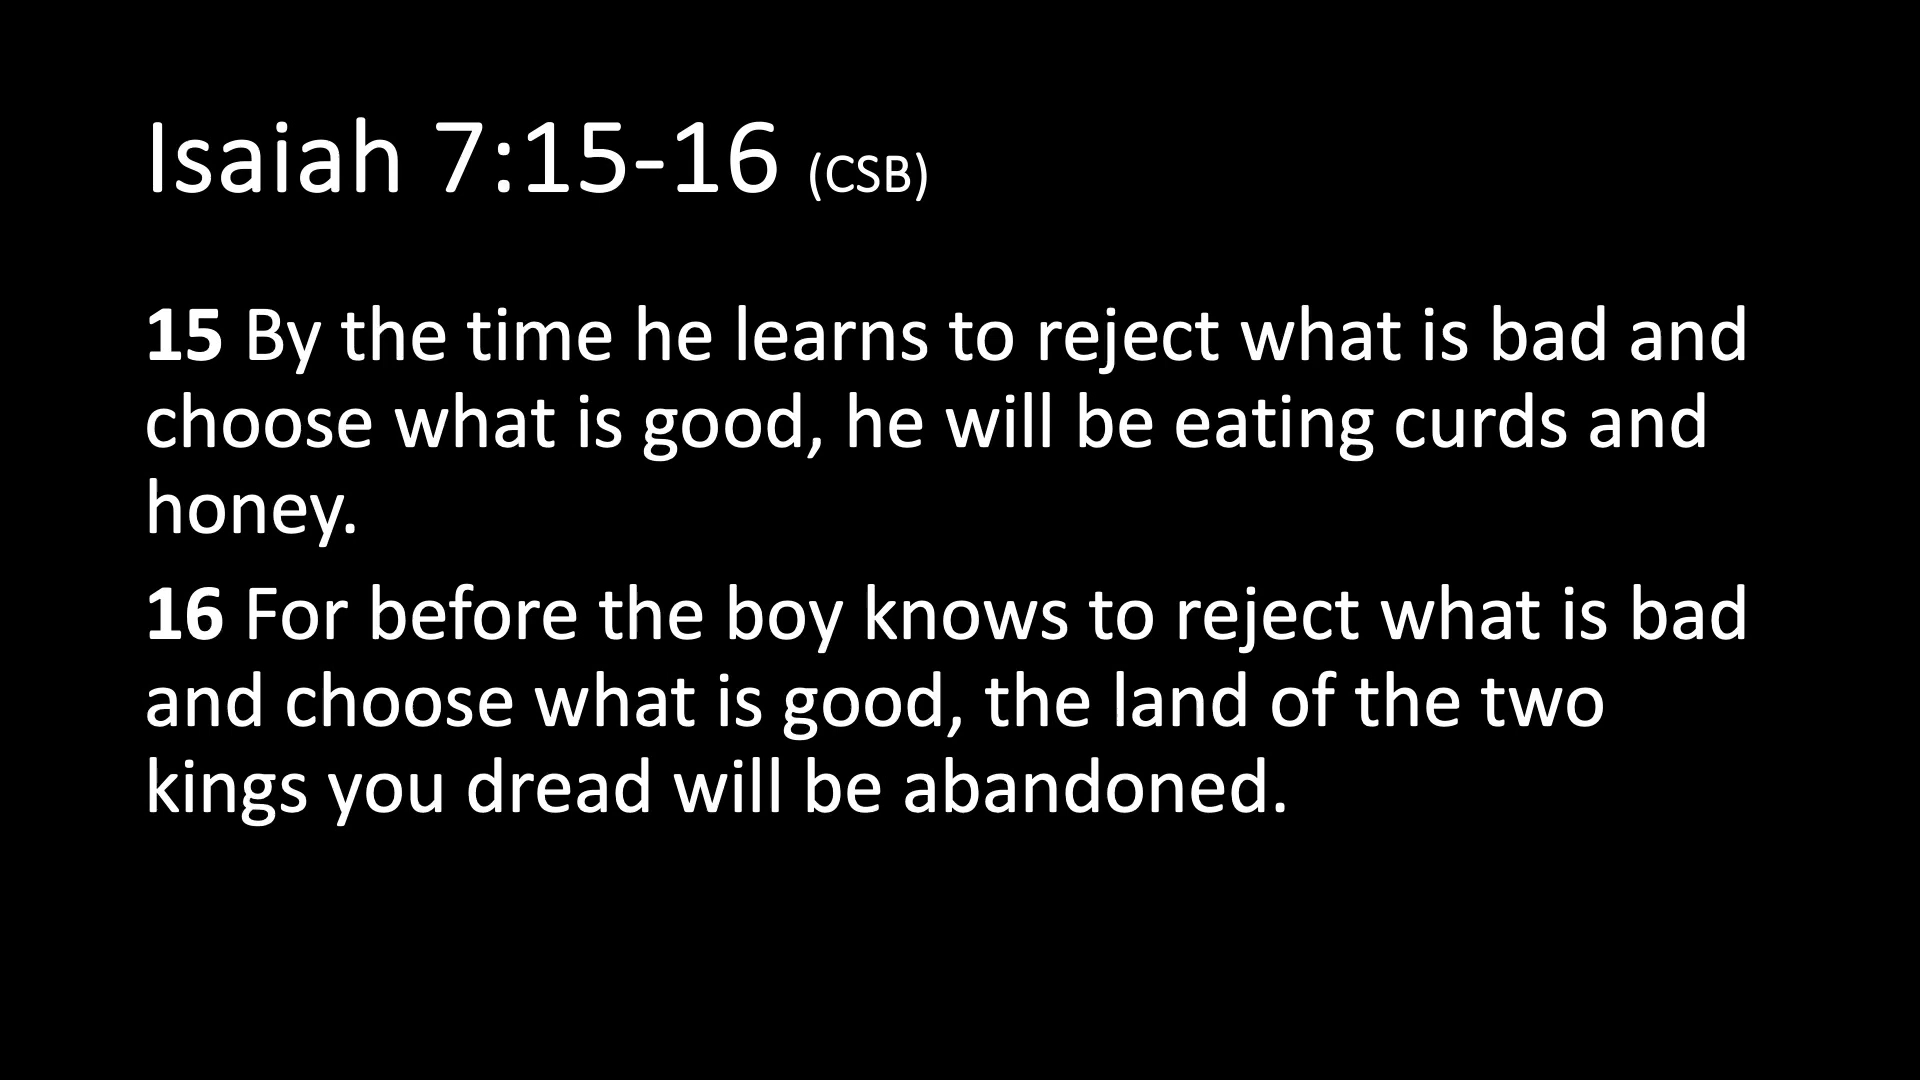 Isaiah 7:15-16 (CSB)
15 By the time he learns to reject what is bad and
choose what is good, he will be eating curds and
honey.
16 For before the boy knows to reject what is bad
and choose what is good, the land of the two
kings you dread will be abandoned.